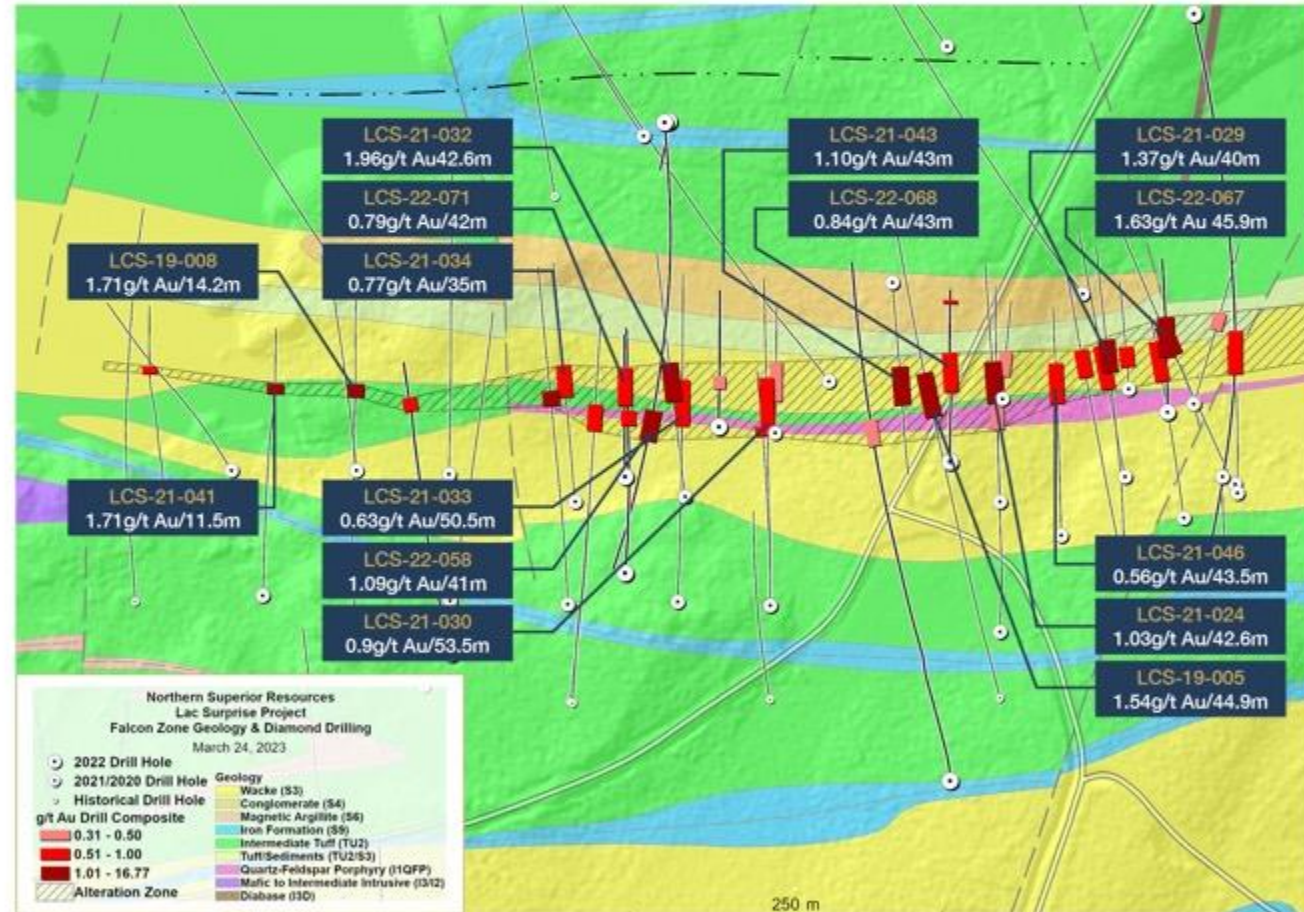 LCS-21-032
1.96g/t Au42.6m
LCS-22-071
0.79g/t Au/42m
LCS-21-034
0.77g/t Au/35m
LCS-21-043
1.10g/t Au/43m
LCS-22-068
0.84g/t Au/43m
LCS-21-029
1.37g/t Au/40m
LCS-22-067
1.63g/t Au 45.9m
LCS-19-008
1.71g/t Au/14.2m
LCS-21-041
1.71g/t Au/11.5m
LCS-21-033
0.63g/t Au/50.5m
LCS-22-058
1.09g/t Au/41m
LCS-21-030
0.9g/t Au/53.5m
LCS-21-046
0.56g/t Au/43.5m
LCS-21-024
1.03g/t Au/42.6m
LCS-19-005
1.54g/t Au/44.9m
Northern Superior Resources
Lac Surprise Project
Falcon Zone Geology & Diamond Drilling
March 24, 2023
2022 Drill Hole
2021/2020 Drill Hole
Historical Drill Hole
g/t Au Drill Composite
0.31 - 0.50
0.51 - 1.00
1.01 - 16.77
Alteration Zone
Geology
Wacke (S3)
Conglomerate (S4)
Magnetic Argillite (S6)
Iron Formation (S9)
Intermediate Tuff (TU2)
Tuff/Sediments (TU2/S3)
Quartz-Feldspar Porphyry (I1QFP)
Mafic to Intermediate Intrusive (I3/I2)
Diabase (I3D)
250 m